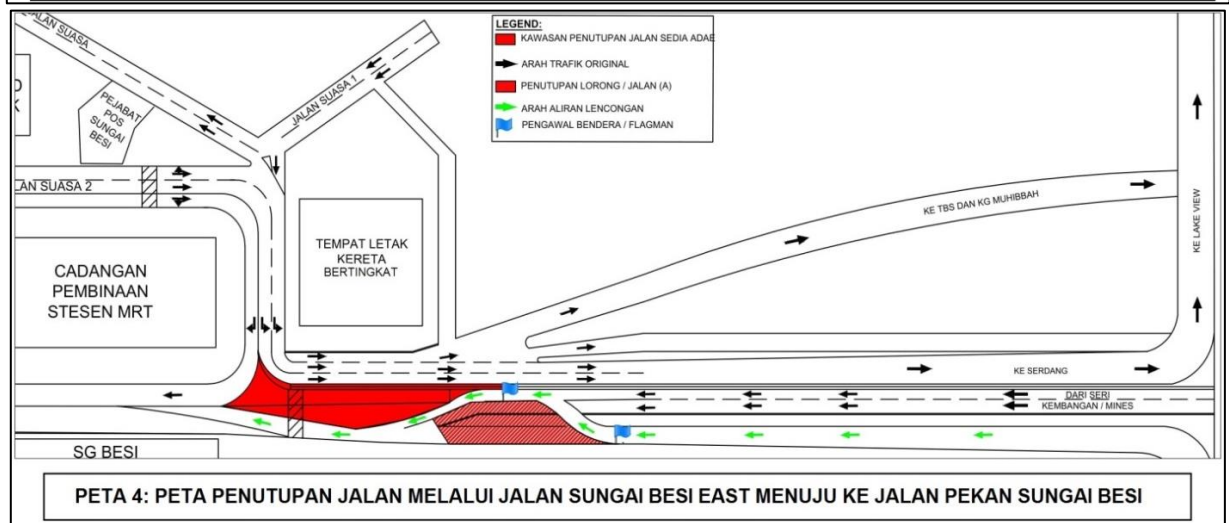 LEGEND:
KAWASAN PENUTUPAN JALAN SEDIA ADAE
ARAH TRAFIK ORIGINAL
PENUTUPAN LORONG / JALAN (A)
ARAH ALIRAN LENCONGAN
PENGAWAL BENDERA / FLAGMAN
JALAN SUASA
JALAN SUASA 1
PEJABAT
POS
SUNGAI
BESI
LAN SUASA 2
TEMPAT LETAK
KERETA
BERTINGKAT
CADANGAN
PEMBINAAN
STESEN MRT
KE TBS DAN KG MUHIBBAH
KE LAKE VIEW
KE SERDANG
DARI SERI
KEMBANGAN / MINES
SG BESI
PETA 4: PETA PENUTUPAN JALAN MELALUI JALAN SUNGAI BESI EAST MENUJU KE JALAN PEKAN SUNGAI BESI